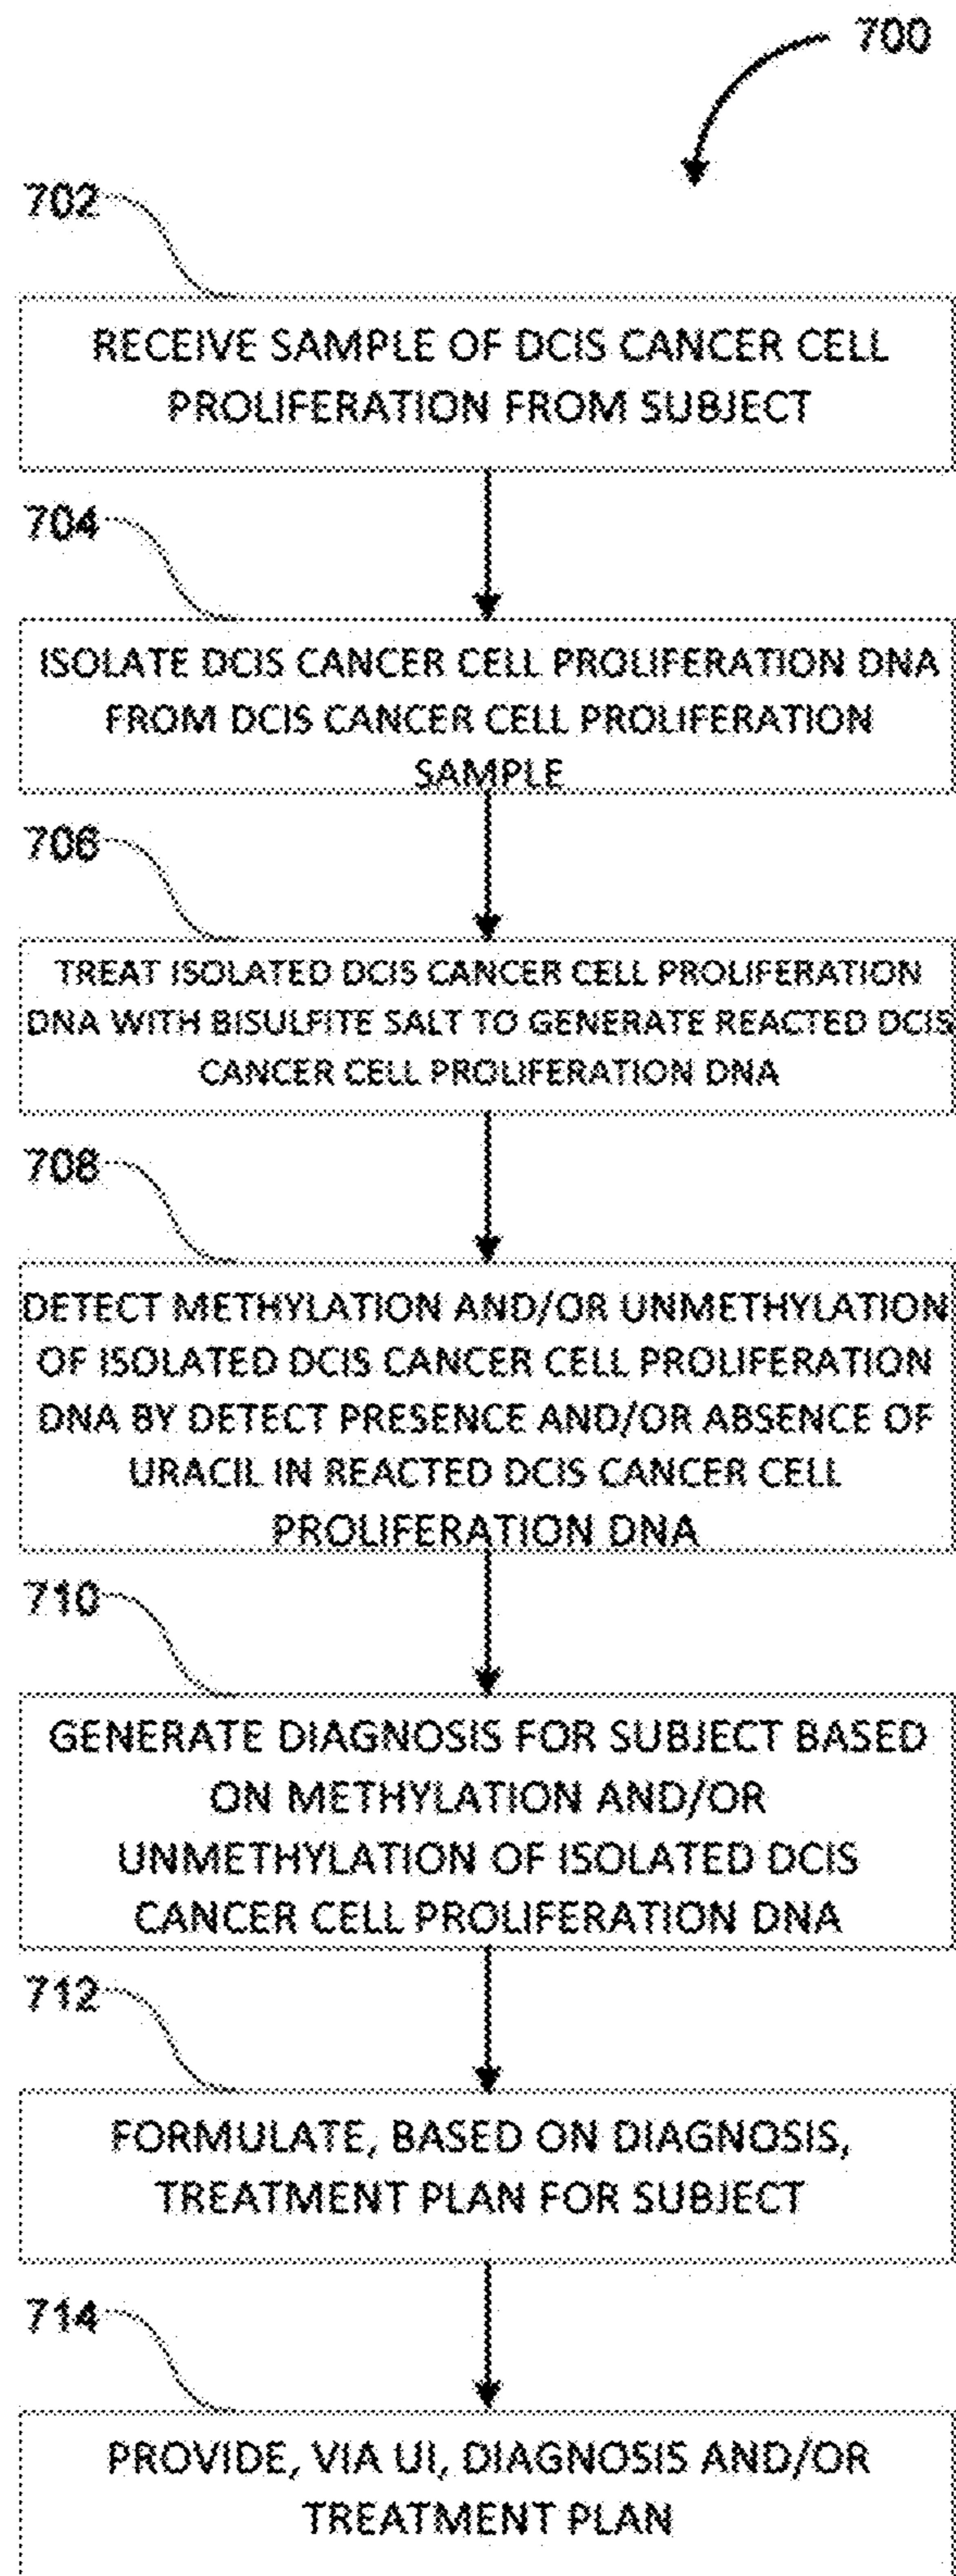 700
702
RECEIVE SAMPLE OF DCIS CANCER CELL
PROLIFERATION FROM SUBJECT
704
ISOLATE DCIS CANCER CELL PROLIFERATION DNA
FROM DCIS CANCER CELL PROLIFERATION
SAMPLE
706
TREAT ISOLATED DCIS CANCER CELL PROLIFERATION
DNA WITH BISULFITE SALT TO GENERATE REACTED DCIS
CANCER CELL PROLIFERATION DNA
708
DETECT METHYLATION AND/OR UNMETHYLATION
OF ISOLATED DCIS CANCER CELL PROLIFERATION
DNA BY DETECT PRESENCE AND/OR ABSENCE OF
URACIL IN REACTED DCIS CANCER CELL
PROLIFERATION DNA
710
GENERATE DIAGNOSIS FOR SUBJECT BASED
ON METHYLATION AND/OR
UNMETHYLATION OF ISOLATED DCIS
CANCER CELL PROLIFERATION DNA
712
FORMULATE, BASED ON DIAGNOSIS,
TREATMENT PLAN FOR SUBJECT
714
PROVIDE, VIA UI, DIAGNOSIS AND/OR
TREATMENT PLAN